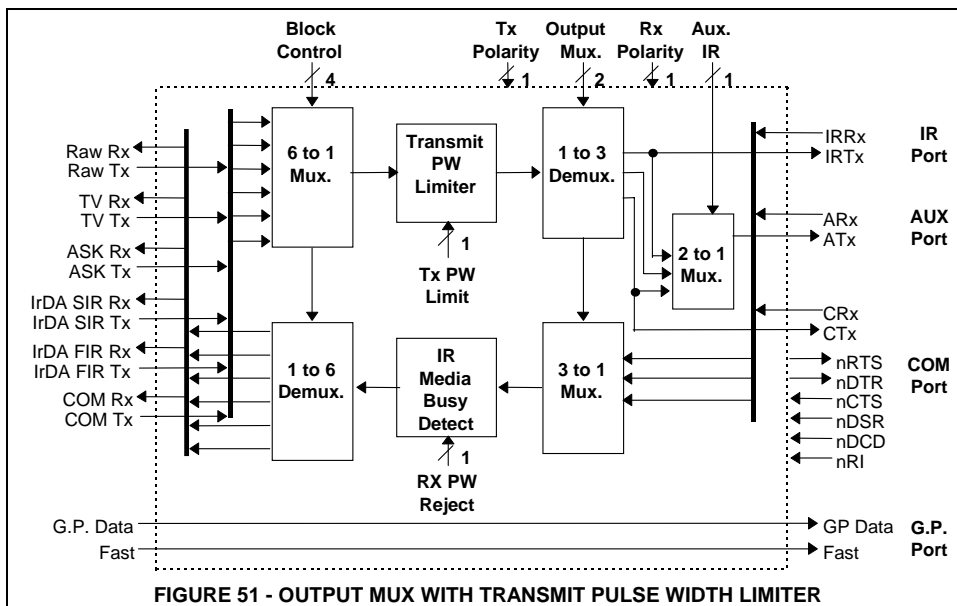 Block
Control
4
Tx
Polarity
1
Output
Mux.
2
Rx
Polarity
1
Aux.
IR
1
Raw Rx
Raw Tx
TV Rx
TV Tx
ASK Rx
ASK Tx
IrDA SIR Rx
IrDA SIR Tx
IrDA FIR Rx
IrDA FIR Tx
COM Rx
COM Tx
6 to 1
Mux.
Transmit
PW
Limiter
1
Tx PW
Limit
1 to 3
Demux.
2 to 1
Mux.
1 to 6
Demux.
IR
Media
Busy
Detect
1
RX PW
Reject
3 to 1
Mux.
IRRx
IRTx
IR
Port
ARx
ATx
AUX
Port
CRx
CTx
nRTS
nDTR
nCTS
nDSR
nDCD
nRI
COM
Port
G.P. Data
Fast
GP Data
Fast
G.P.
Port
FIGURE 51 - OUTPUT MUX WITH TRANSMIT PULSE WIDTH LIMITER